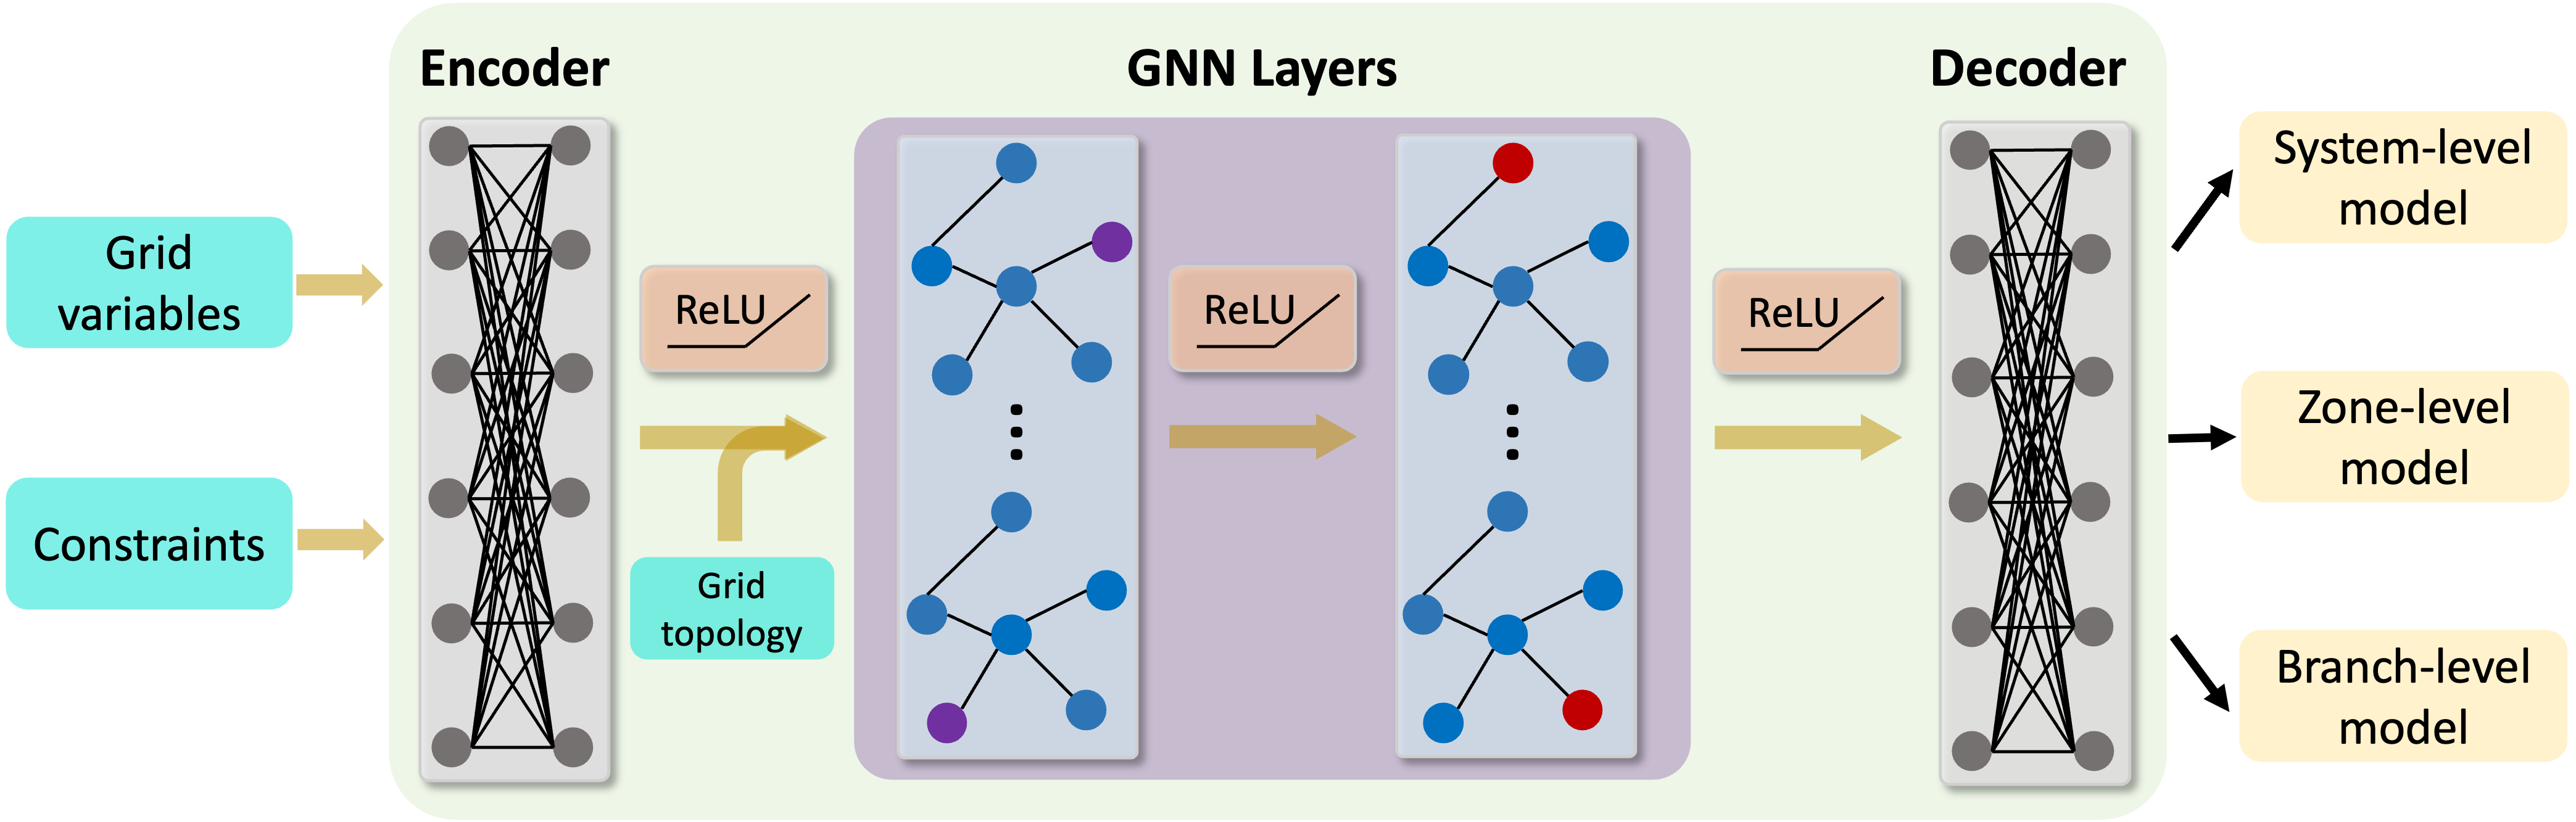 Encoder
GNN Layers
Decoder
Grid
variables
Constraints
ReLU
Grid
topology
ReLU
ReLU
System-level
model
Zone-level
model
Branch-level
model